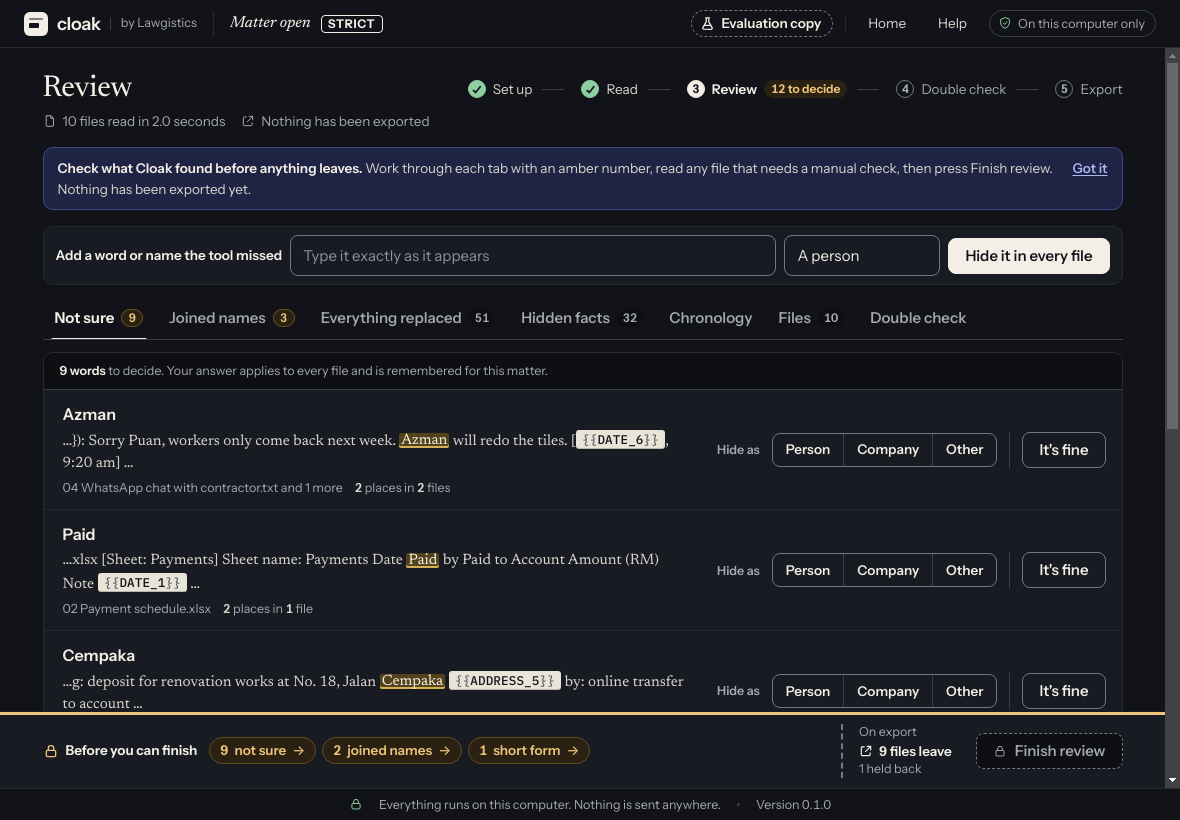 cloak by Lawgistics Matter open STRICT Evaluation copy Home Help On this computer only
Review
Set up Read 3 Review 12 to decide 4 Double check 5 Export
10 files read in 2.0 seconds Nothing has been exported
Check what Cloak found before anything leaves. Work through each tab with an amber number, read any file that needs a manual check, then press Finish review. Got it
Nothing has been exported yet.
Add a word or name the tool missed Type it exactly as it appears A person Hide it in every file
Not sure 9 Joined names 3 Everything replaced 51 Hidden facts 32 Chronology Files 10 Double check
9 words to decide. Your answer applies to every file and is remembered for this matter.
Azman
...}): Sorry Puan, workers only come back next week. Azman will redo the tiles. [{{DATE_6}},
9:20 am] ...
Hide as Person Company Other It's fine
04 WhatsApp chat with contractor.txt and 1 more 2 places in 2 files
Paid
...xlsx [Sheet: Payments] Sheet name: Payments Date Paid by Paid to Account Amount (RM)
Note {{DATE_1}} ...
Hide as Person Company Other It's fine
02 Payment schedule.xlsx 2 places in 1 file
Cempaka
...g: deposit for renovation works at No. 18, Jalan Cempaka {{ADDRESS_5}} by: online transfer
to account ...
Hide as Person Company Other It's fine
Before you can finish 9 not sure → 2 joined names → 1 short form →
On export
9 files leave
1 held back
Finish review
Everything runs on this computer. Nothing is sent anywhere. • Version 0.1.0